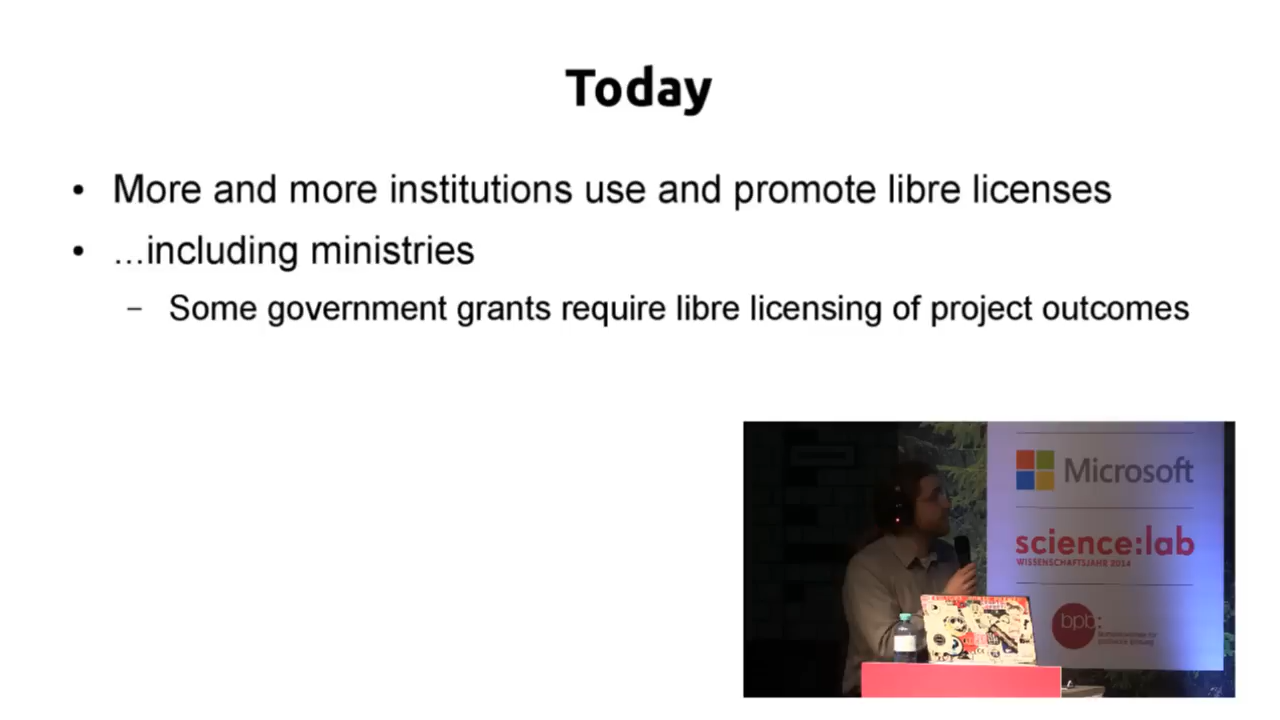 Today
• More and more institutions use and promote libre licenses
• ...including ministries
– Some government grants require libre licensing of project outcomes
Microsoft
science:lab
WISSENSCHAFTSJAHR 2014
bpb: